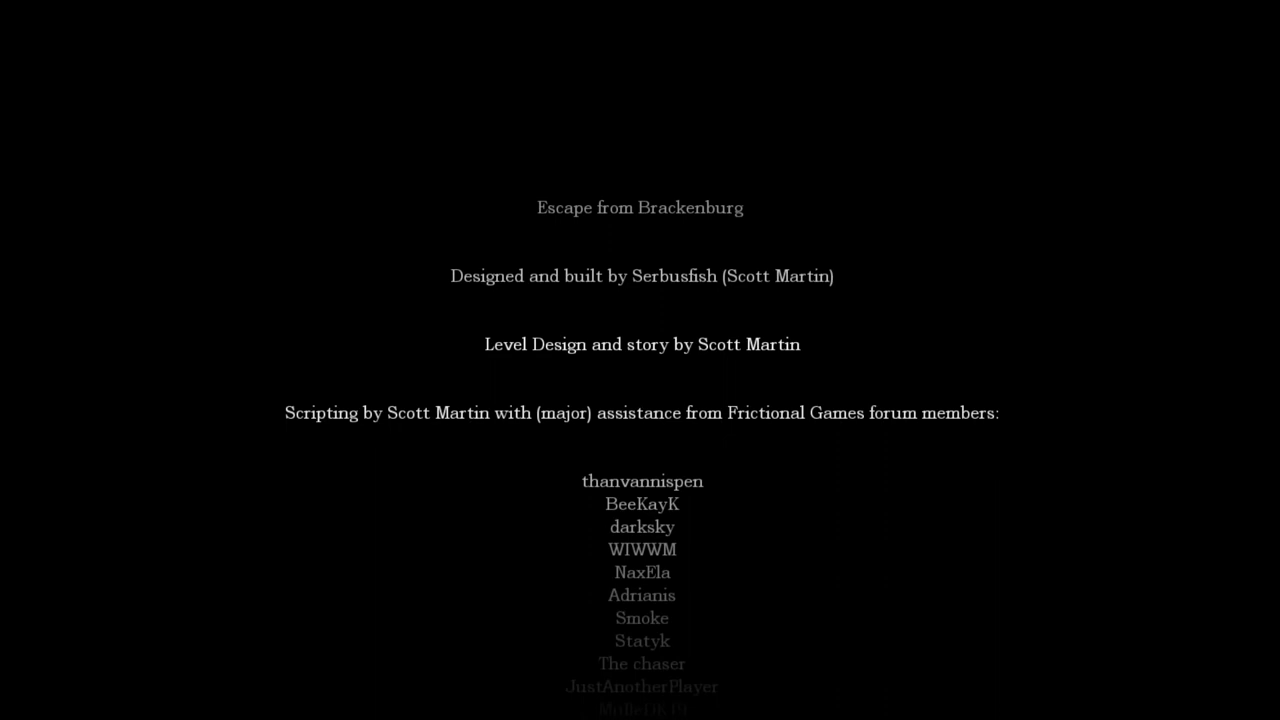 Escape from Brackenburg
Designed and built by Serbusfish (Scott Martin)
Level Design and story by Scott Martin
Scripting by Scott Martin with (major) assistance from Frictional Games forum members:
thanvannispen
BeeKayK
darksky
WIWWM
NaxEla
Adrianis
Smoke
Statyk
The chaser
JustAnotherPlayer